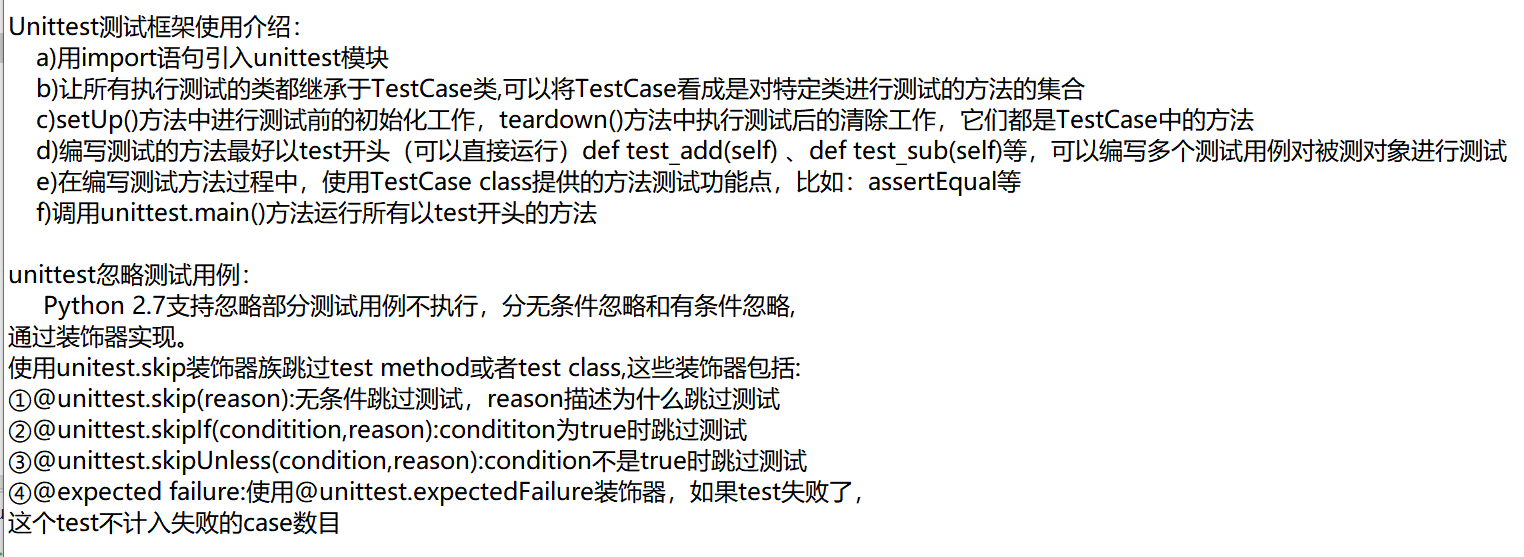 Unittest测试框架使用介绍：
a)用import语句引入unittest模块
b)让所有执行测试的类都继承于TestCase类,可以将TestCase看成是对特定类进行测试的方法的集合
c)setUp()方法中进行测试前的初始化工作，teardown()方法中执行测试后的清除工作，它们都是TestCase中的方法
d)编写测试的方法最好以test开头（可以直接运行）def test_add(self) 、def test_sub(self)等，可以编写多个测试用例对被测对象进行测试
e)在编写测试方法过程中，使用TestCase class提供的方法测试功能点，比如：assertEqual等
f)调用unittest.main()方法运行所有以test开头的方法
unittest忽略测试用例：
Python 2.7支持忽略部分测试用例不执行，分无条件忽略和有条件忽略,
通过装饰器实现。
使用unitest.skip装饰器族跳过test method或者test class,这些装饰器包括:
①@unittest.skip(reason):无条件跳过测试，reason描述为什么跳过测试
②@unittest.skipIf(conditition,reason):condititon为true时跳过测试
③@unittest.skipUnless(condition,reason):condition不是true时跳过测试
④@expected failure:使用@unittest.expectedFailure装饰器，如果test失败了，
这个test不计入失败的case数目